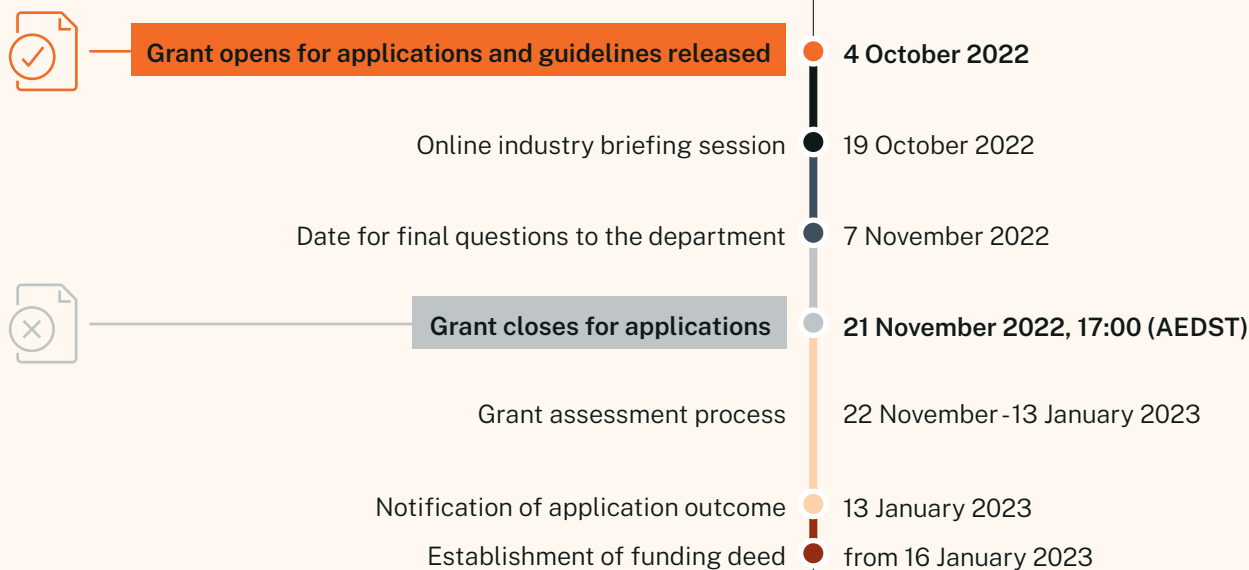 Grant opens for applications and guidelines released 4 October 2022
Online industry briefing session 19 October 2022
Date for final questions to the department 7 November 2022
Grant closes for applications 21 November 2022, 17:00 (AEDST)
Grant assessment process 22 November - 13 January 2023
Notification of application outcome 13 January 2023
Establishment of funding deed from 16 January 2023